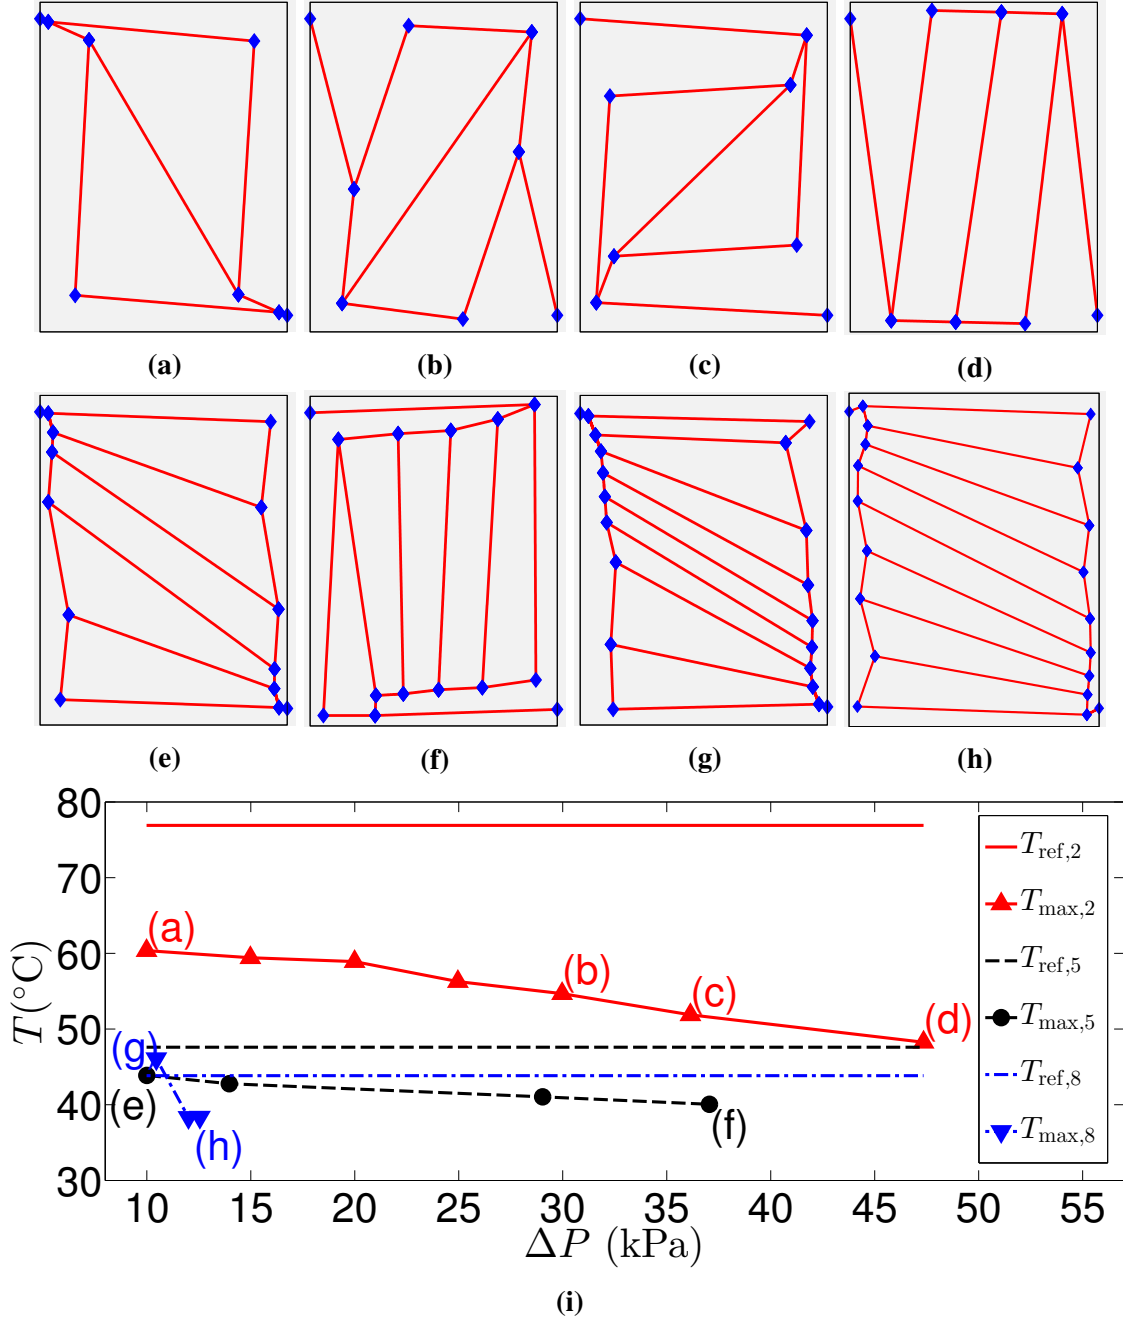 (a) (b) (c) (d)
(e) (f) (g) (h)
80
70
60
50
40
30
T(°C)
(a)
(b)
(c)
(d)
(g)
(e)
(h)
(f)
T_ref,2
T_max,2
T_ref,5
T_max,5
T_ref,8
T_max,8
10 15 20 25 30 35 40 45 50 55
ΔP (kPa)
(i)